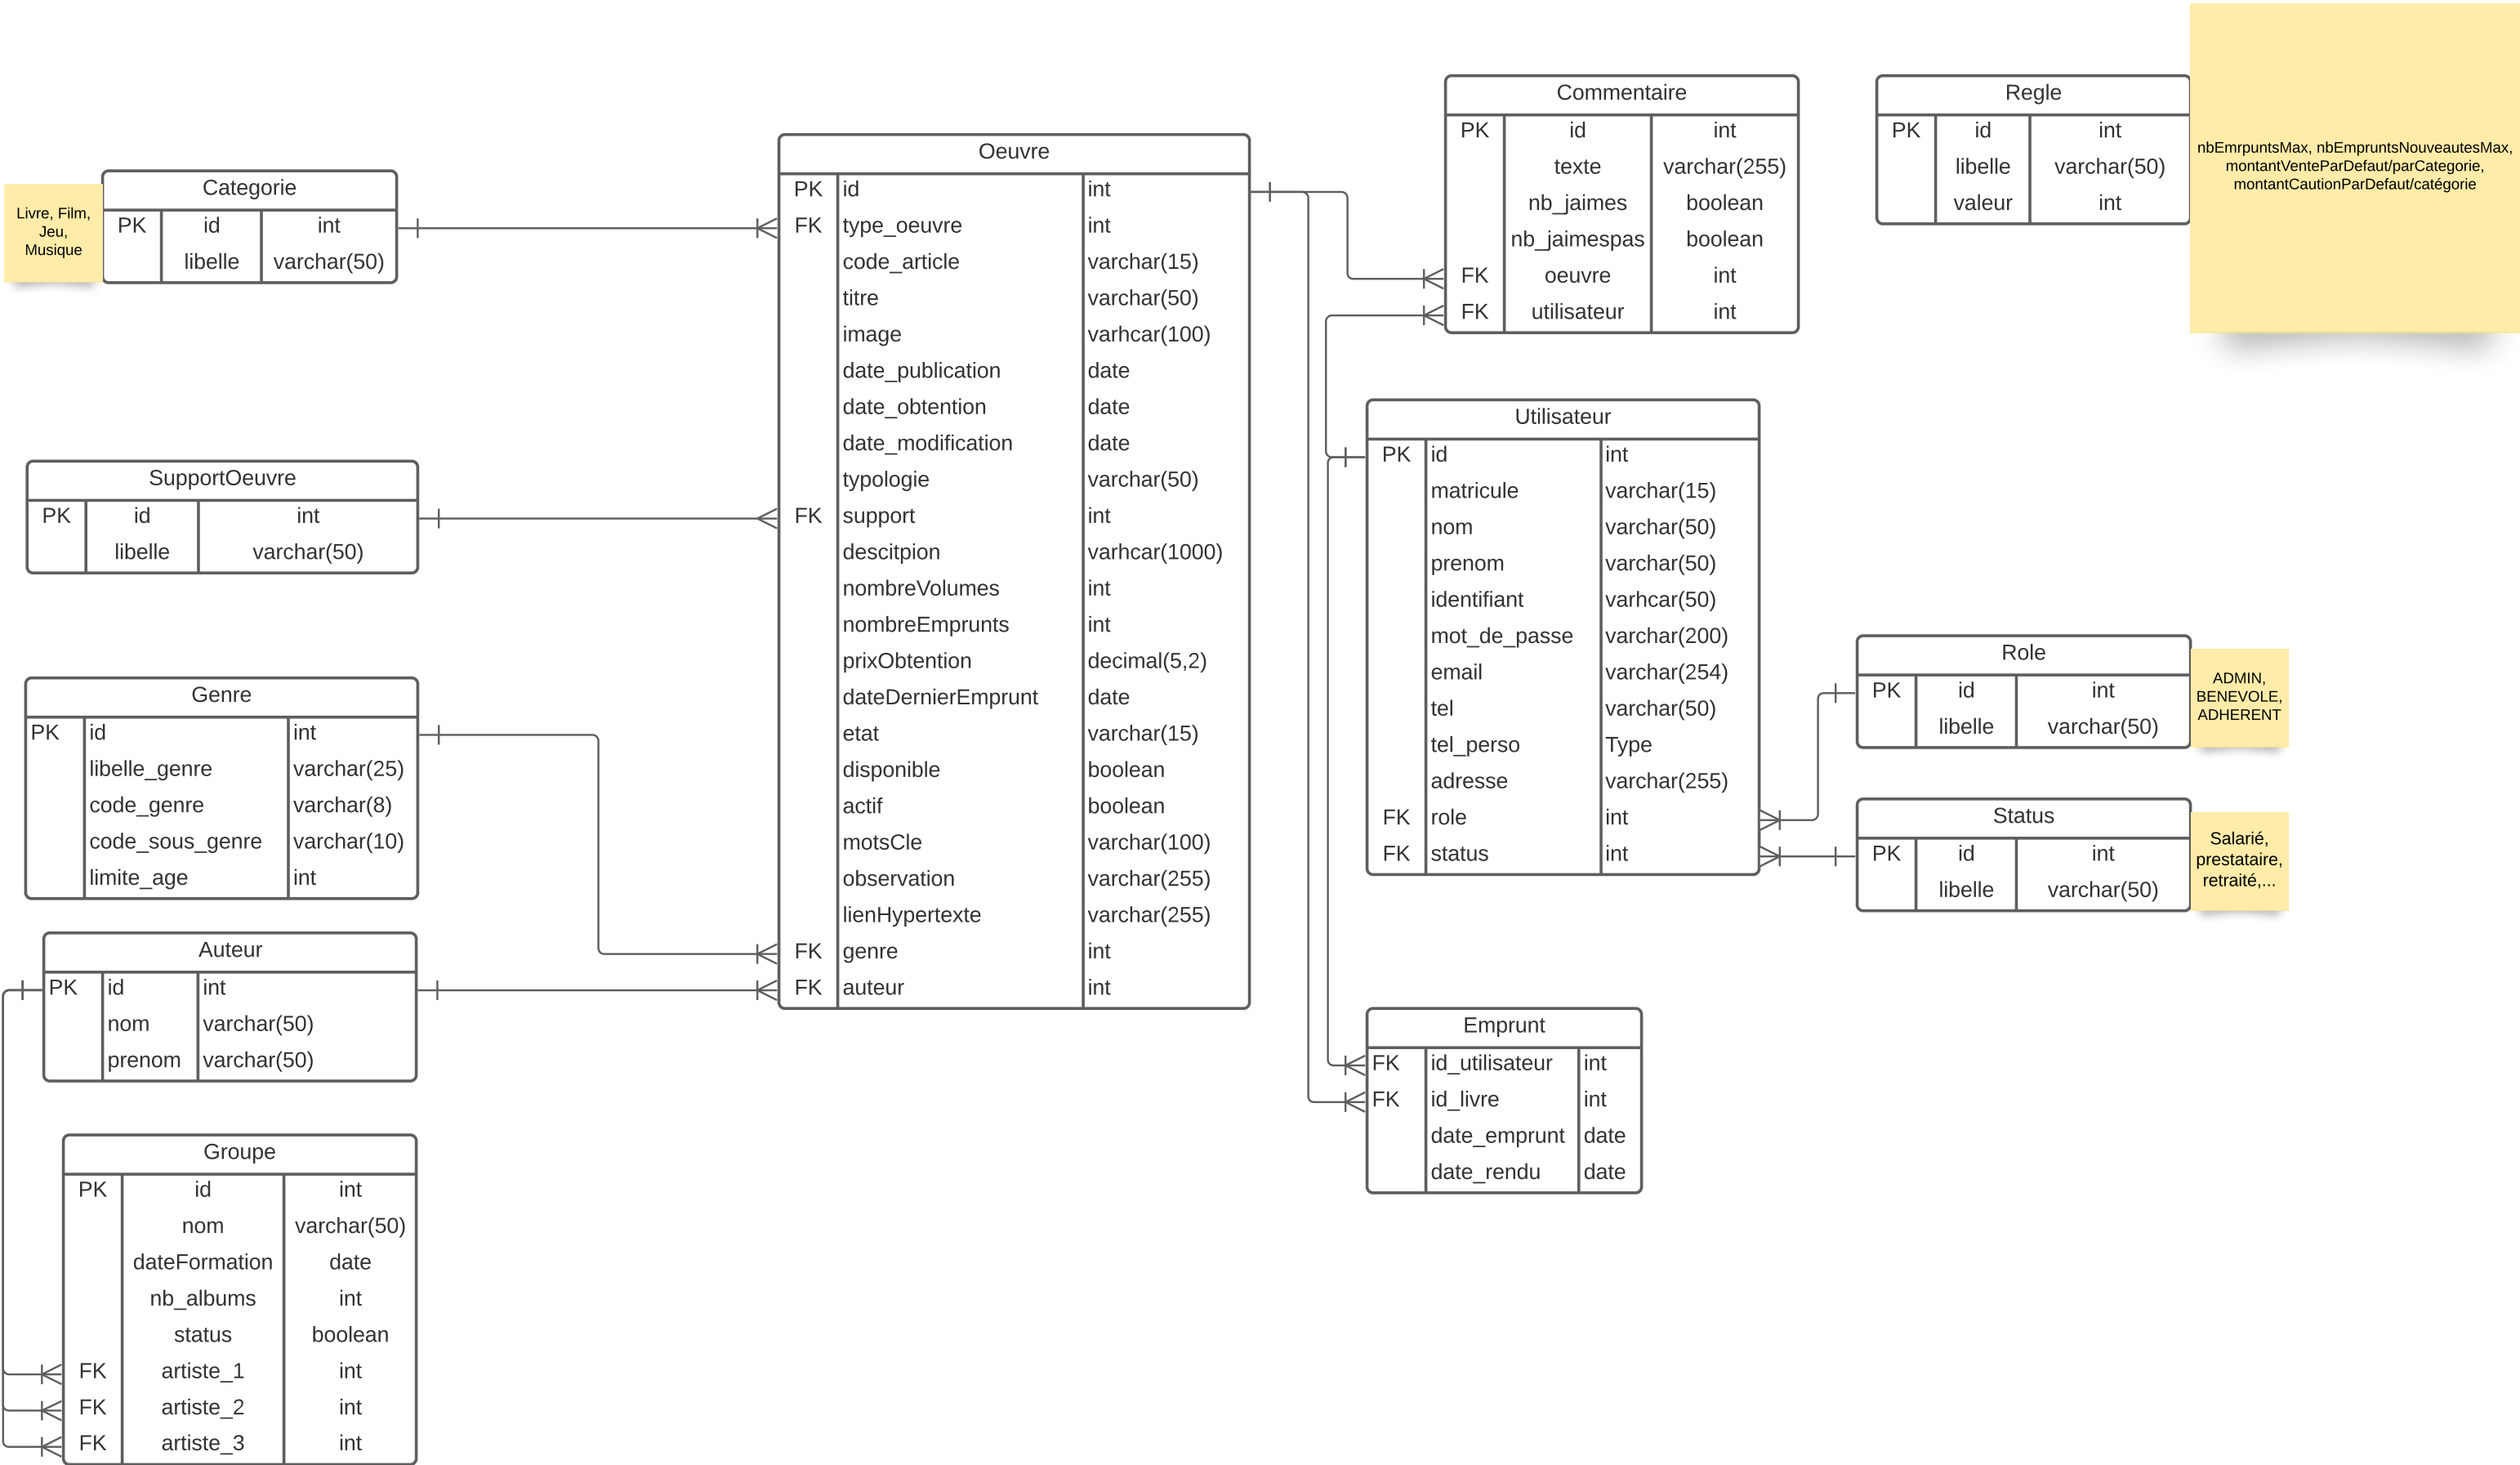 Livre, Film,
Jeu,
Musique
Categorie
PK id int
libelle varchar(50)
SupportOeuvre
PK id int
libelle varchar(50)
Genre
PK id int
libelle_genre varchar(25)
code_genre varchar(8)
code_sous_genre varchar(10)
limite_age int
Auteur
PK id int
nom varchar(50)
prenom varchar(50)
Groupe
PK id int
nom varchar(50)
dateFormation date
nb_albums int
status boolean
FK artiste_1 int
FK artiste_2 int
FK artiste_3 int
Oeuvre
PK id int
FK type_oeuvre int
code_article varchar(15)
titre varchar(50)
image varhcar(100)
date_publication date
date_obtention date
date_modification date
typologie varchar(50)
FK support int
descitpion varhcar(1000)
nombreVolumes int
nombreEmprunts int
prixObtention decimal(5,2)
dateDernierEmprunt date
etat varchar(15)
disponible boolean
actif boolean
motsCle varchar(100)
observation varchar(255)
lienHypertexte varchar(255)
FK genre int
FK auteur int
Commentaire
PK id int
texte varchar(255)
nb_jaimes boolean
nb_jaimespas boolean
FK oeuvre int
FK utilisateur int
Utilisateur
PK id int
matricule varchar(15)
nom varchar(50)
prenom varchar(50)
identifiant varhcar(50)
mot_de_passe varchar(200)
email varchar(254)
tel varchar(50)
tel_perso Type
adresse varchar(255)
FK role int
FK status int
Emprunt
FK id_utilisateur int
FK id_livre int
date_emprunt date
date_rendu date
Regle
PK id int
libelle varchar(50)
valeur int
nbEmrpuntsMax, nbEmpruntsNouveautesMax,
montantVenteParDefaut/parCategorie,
montantCautionParDefaut/catégorie
Role
PK id int
libelle varchar(50)
ADMIN,
BENEVOLE,
ADHERENT
Status
PK id int
libelle varchar(50)
Salarié,
prestataire,
retraité,...